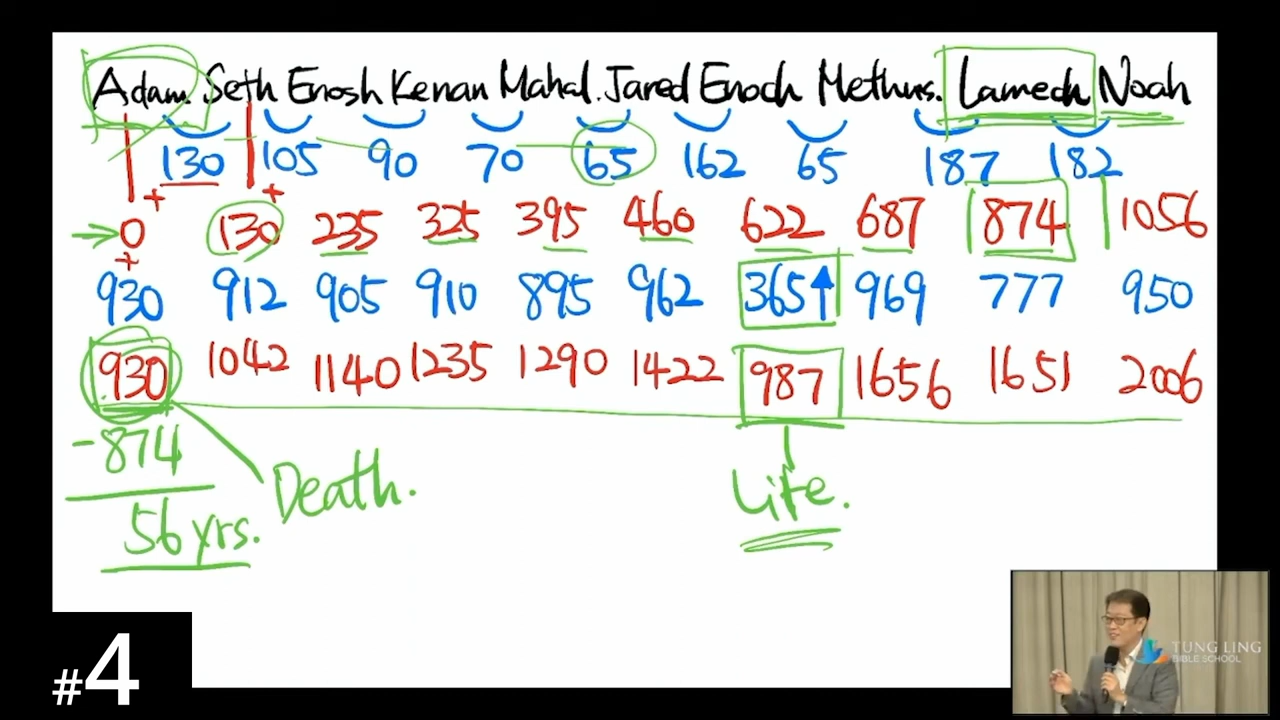 Adam Seth Enosh Kenan Mahal. Jared Enoch Methus. Lamech Noah
130 105 90 70 65 162 65 187 182
+ +
0 130 235 325 395 460 622 687 874 1056
+
930 912 905 910 895 962 365↑ 969 777 950
930 1042 1140 1235 1290 1422 987 1656 1651 2006
-874
Death. Life.
56 yrs.
TUNG LING
BIBLE SCHOOL
#4